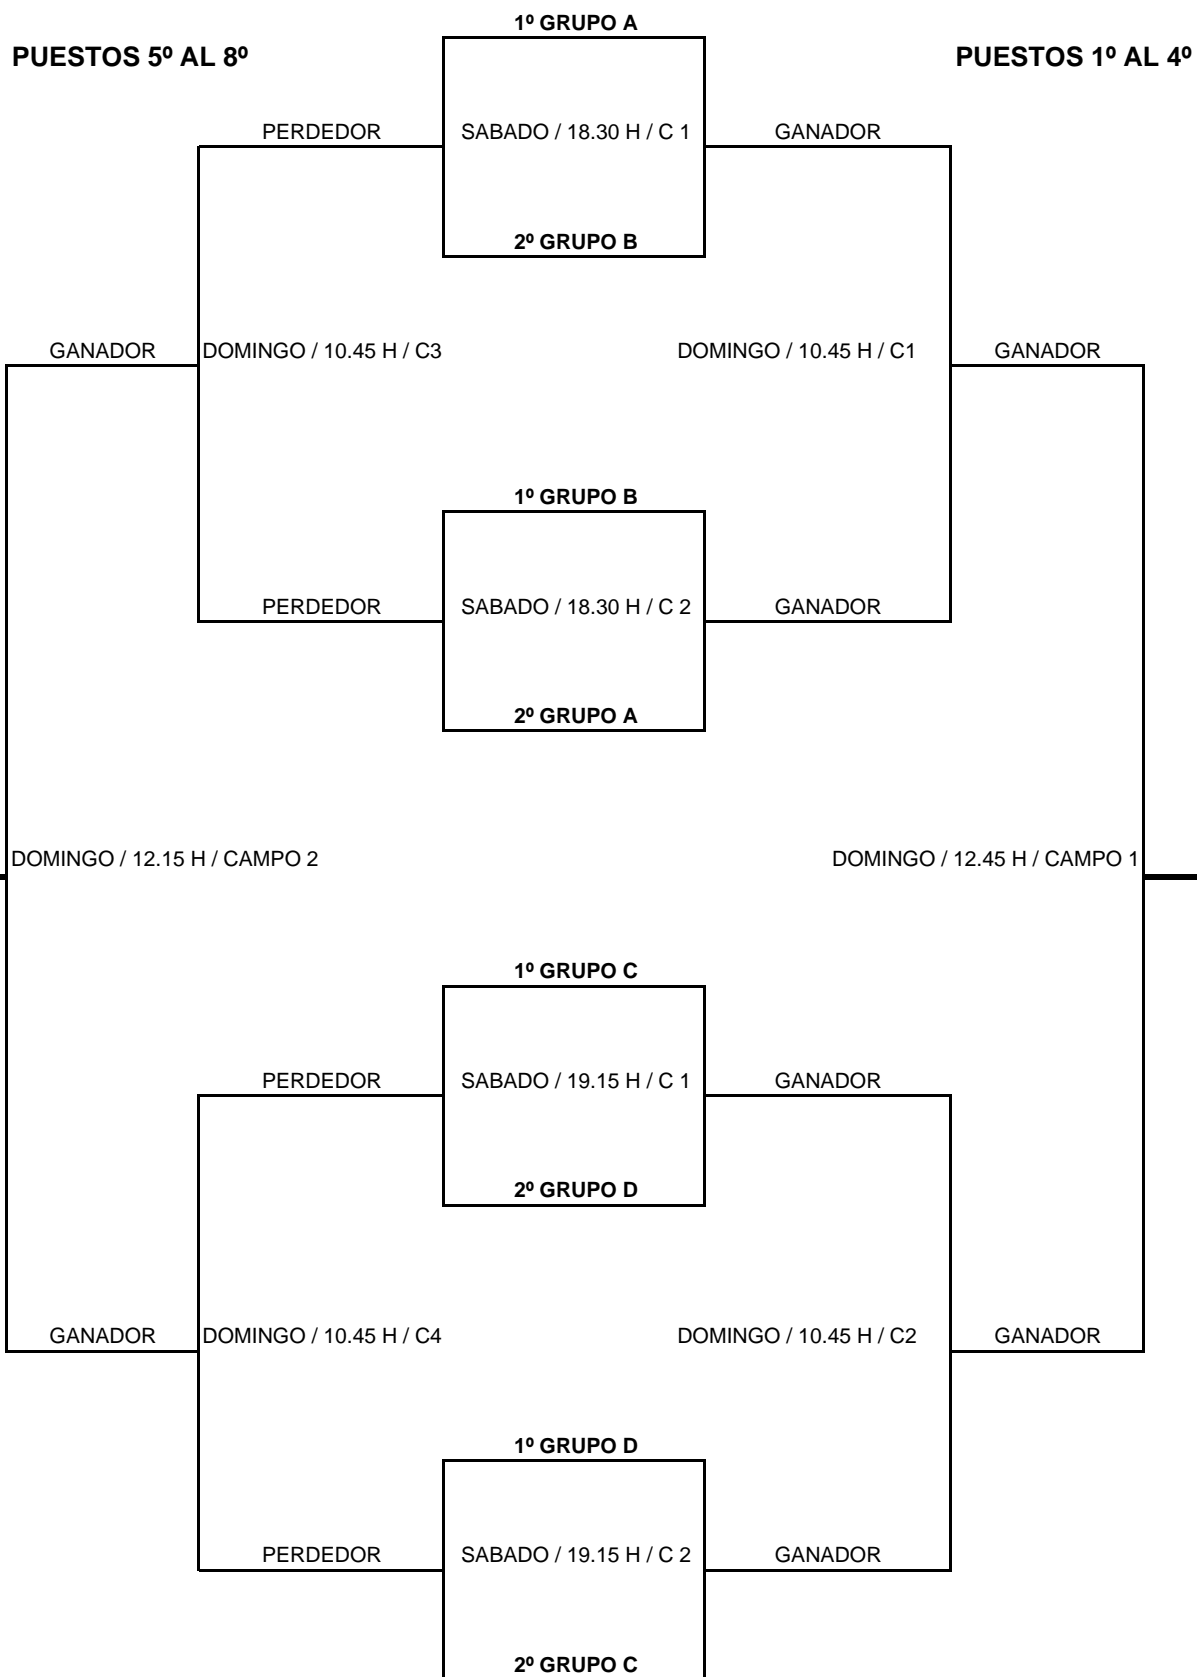 1º GRUPO A
PUESTOS 5º AL 8º
PUESTOS 1º AL 4º
PERDEDOR
SABADO / 18.30 H / C 1
GANADOR
2º GRUPO B
GANADOR
DOMINGO / 10.45 H / C3
DOMINGO / 10.45 H / C1
GANADOR
1º GRUPO B
PERDEDOR
SABADO / 18.30 H / C 2
GANADOR
2º GRUPO A
DOMINGO / 12.15 H / CAMPO 2
DOMINGO / 12.45 H / CAMPO 1
1º GRUPO C
PERDEDOR
SABADO / 19.15 H / C 1
GANADOR
2º GRUPO D
GANADOR
DOMINGO / 10.45 H / C4
DOMINGO / 10.45 H / C2
GANADOR
1º GRUPO D
PERDEDOR
SABADO / 19.15 H / C 2
GANADOR
2º GRUPO C